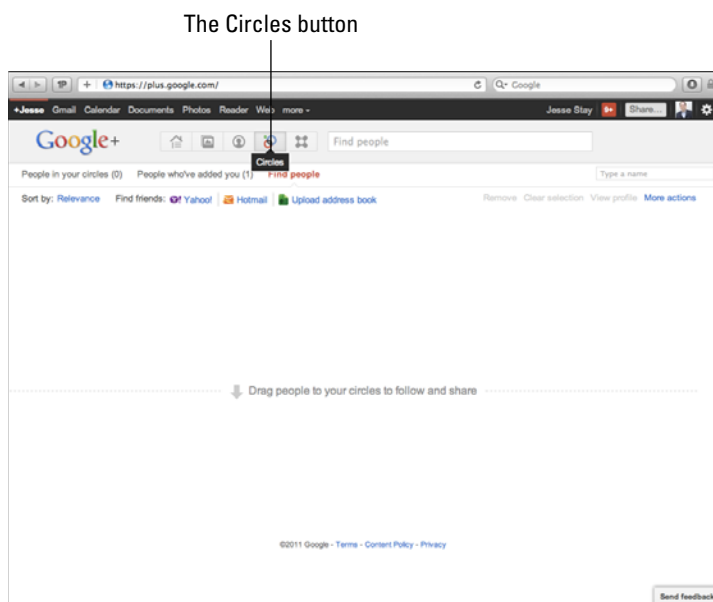 The Circles button
https://plus.google.com/
Google
+Jesse Gmail Calendar Documents Photos Reader Web more
Jesse Stay
Share...
Google+
Find people
Circles
People in your circles (0) People who've added you (1) Find people
Type a name
Sort by: Relevance Find friends: Yahoo! Hotmail Upload address book
Remove Clear selection View profile More actions
Drag people to your circles to follow and share
©2011 Google - Terms - Content Policy - Privacy
Send feedback